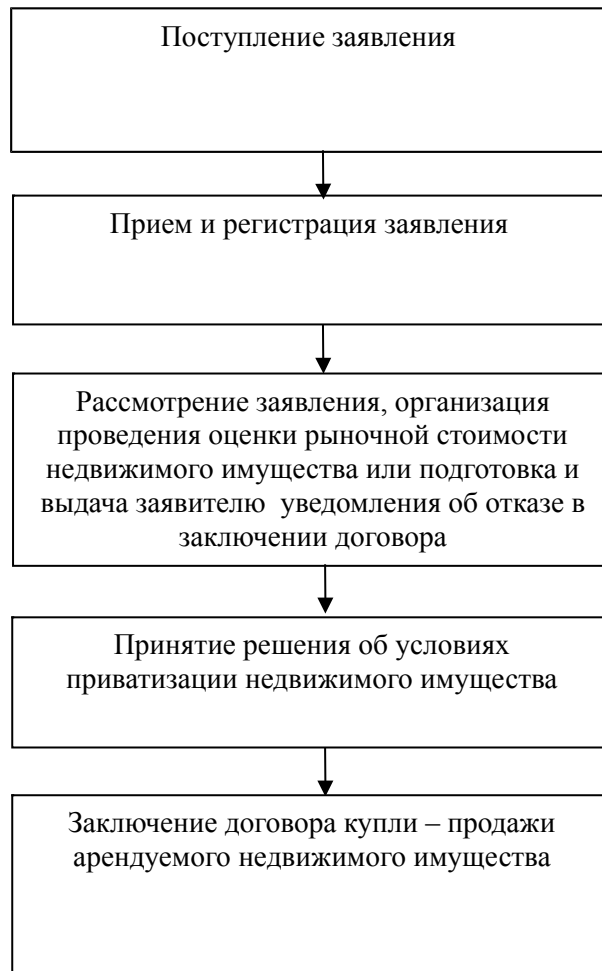 Поступление заявления
Прием и регистрация заявления
Рассмотрение заявления, организация
проведения оценки рыночной стоимости
недвижимого имущества или подготовка и
выдача заявителю  уведомления об отказе в
заключении договора
Принятие решения об условиях
приватизации недвижимого имущества
Заключение договора купли – продажи
арендуемого недвижимого имущества